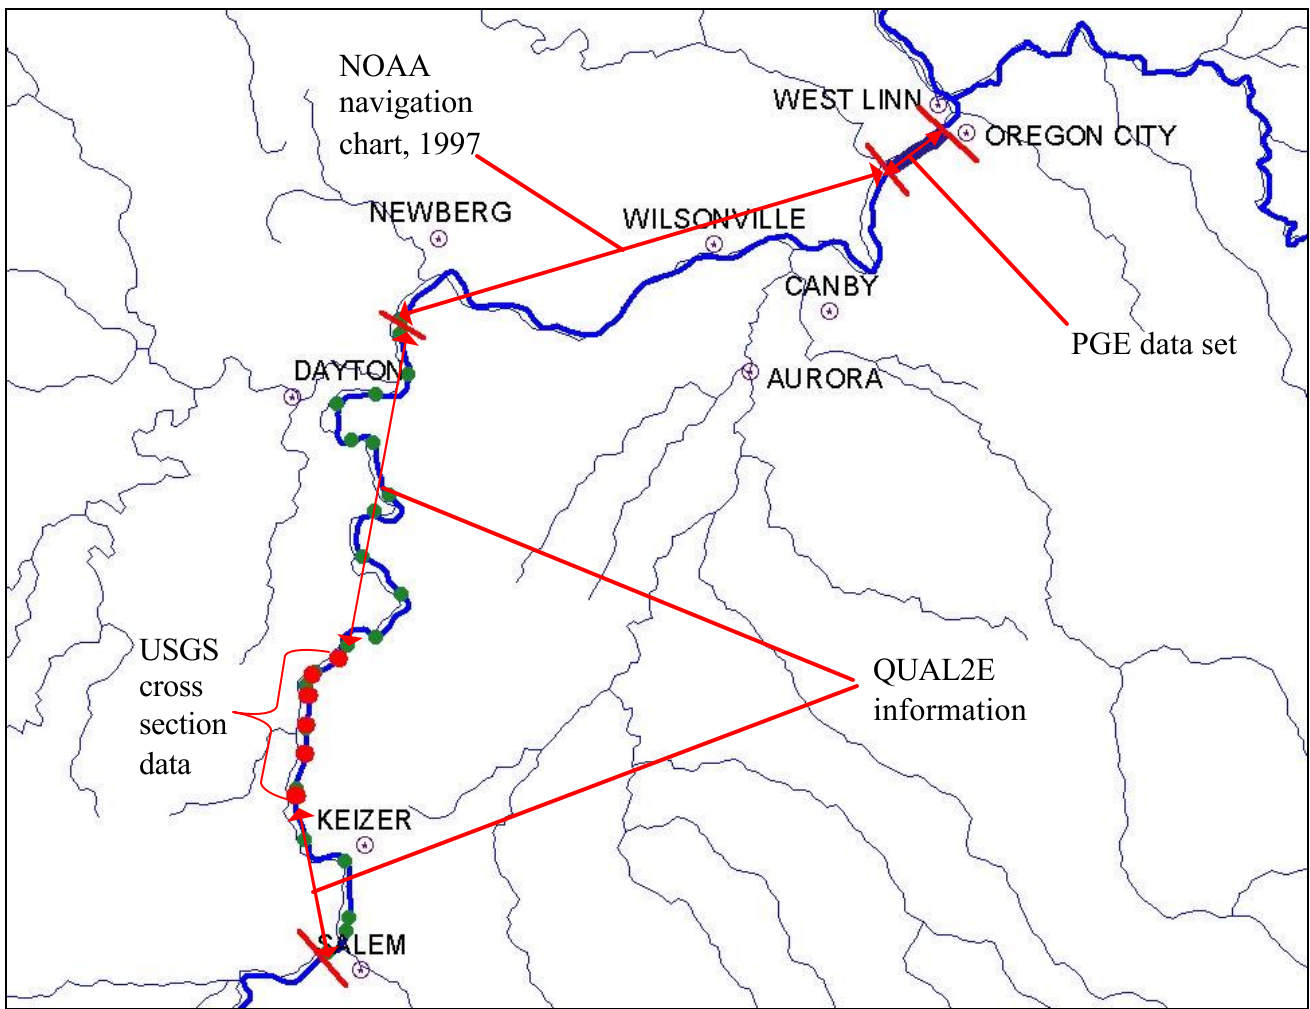 NOAA
navigation
chart, 1997
WEST LINN
OREGON CITY
NEWBERG
WILSONVILLE
CANBY
PGE data set
DAYTON
AURORA
USGS
cross
section
data
QUAL2E
information
KEIZER
SALEM